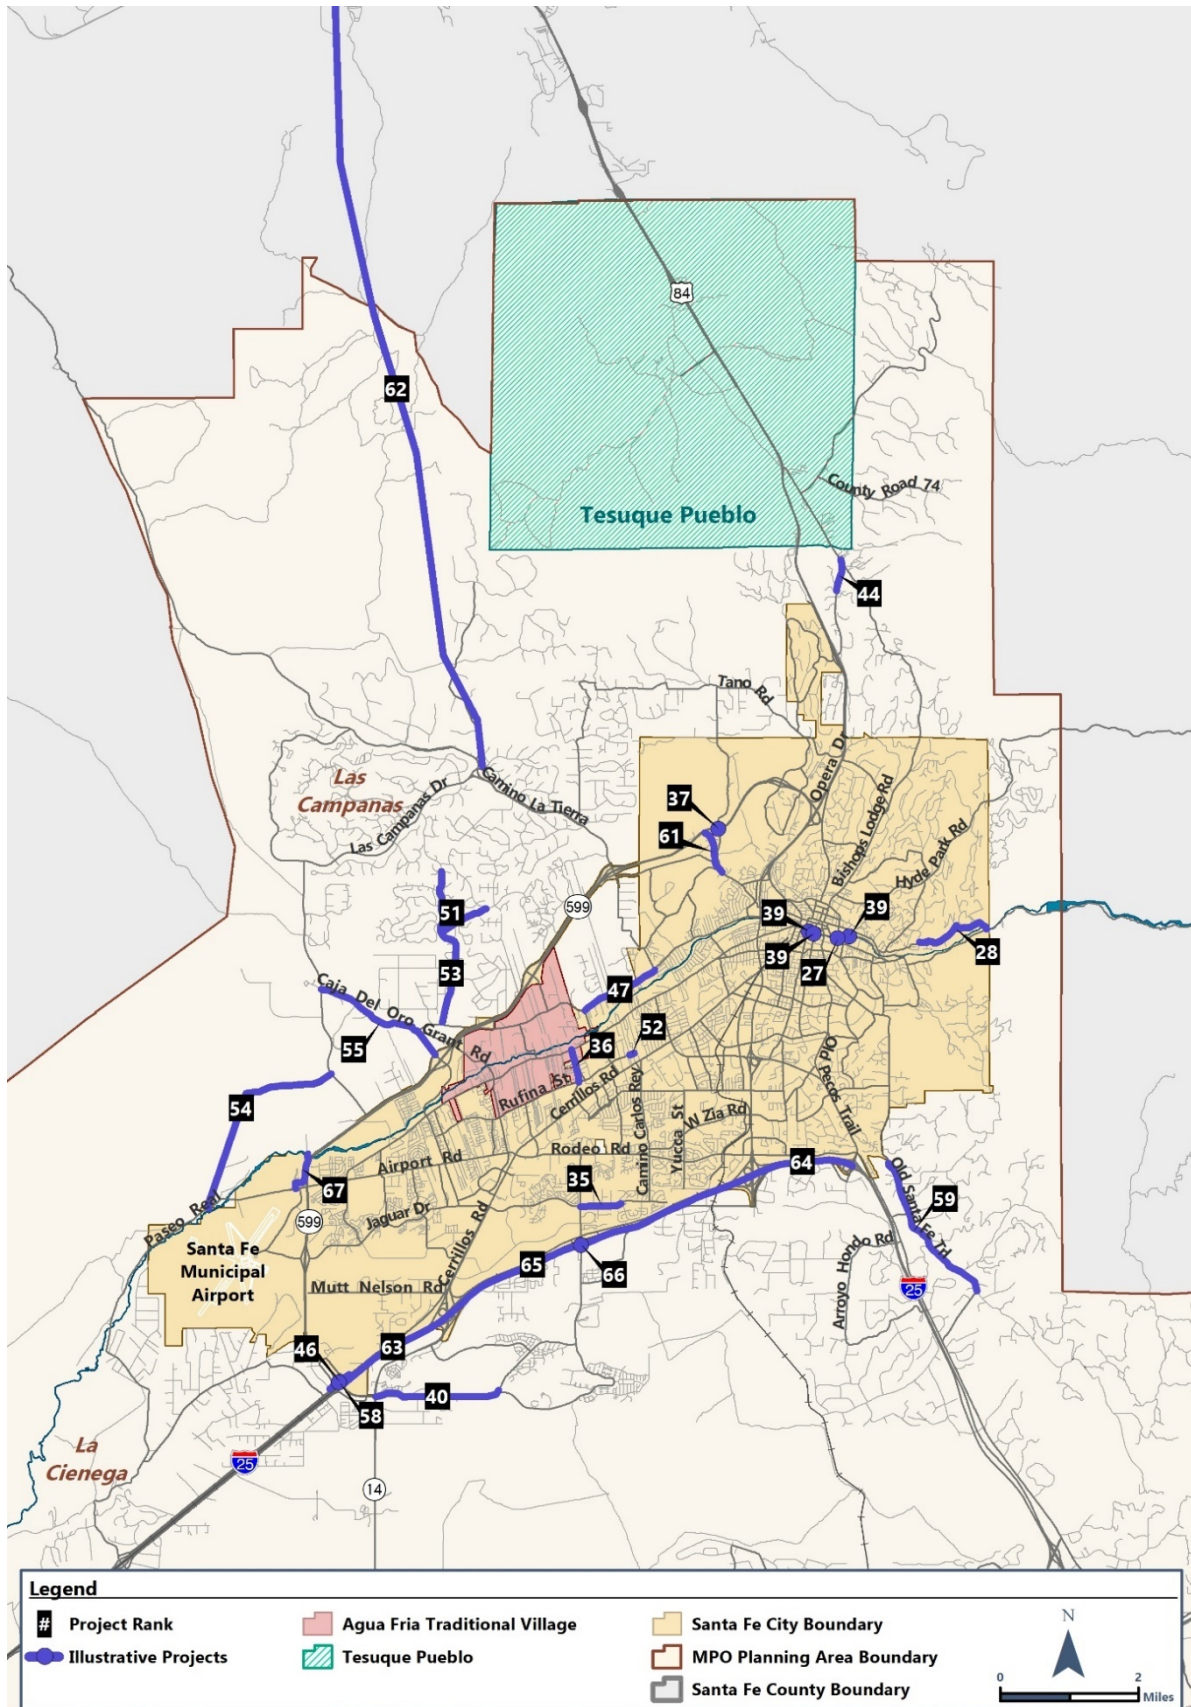 84
62
County Road 74
Tesuque Pueblo
44
Tano Rd
Opera Dr
Las
Campanas
Las Campanas Dr
Camino La Tierra
37
61
Bishops Lodge Rd
Hyde Park Rd
599
51
39
39
39
27
28
53
47
Caja Del Oro Grant Rd
55
52
36
Rufina St
Cerrillos Rd
Camino Carlos Rey
Yucca St
W Zia Rd
Pecos Trail
54
Airport Rd
Rodeo Rd
64
67
35
Old Santa Fe Trl
59
Paseo Real
599
Jaguar Dr
Cerrillos Rd
Arroyo Hondo Rd
Santa Fe
Municipal
Airport
65
66
Mutt Nelson Rd
25
46
63
40
58
La
Cienega
25
14
Legend
# Project Rank
Illustrative Projects
Agua Fria Traditional Village
Tesuque Pueblo
Santa Fe City Boundary
MPO Planning Area Boundary
Santa Fe County Boundary
N
0 2
Miles